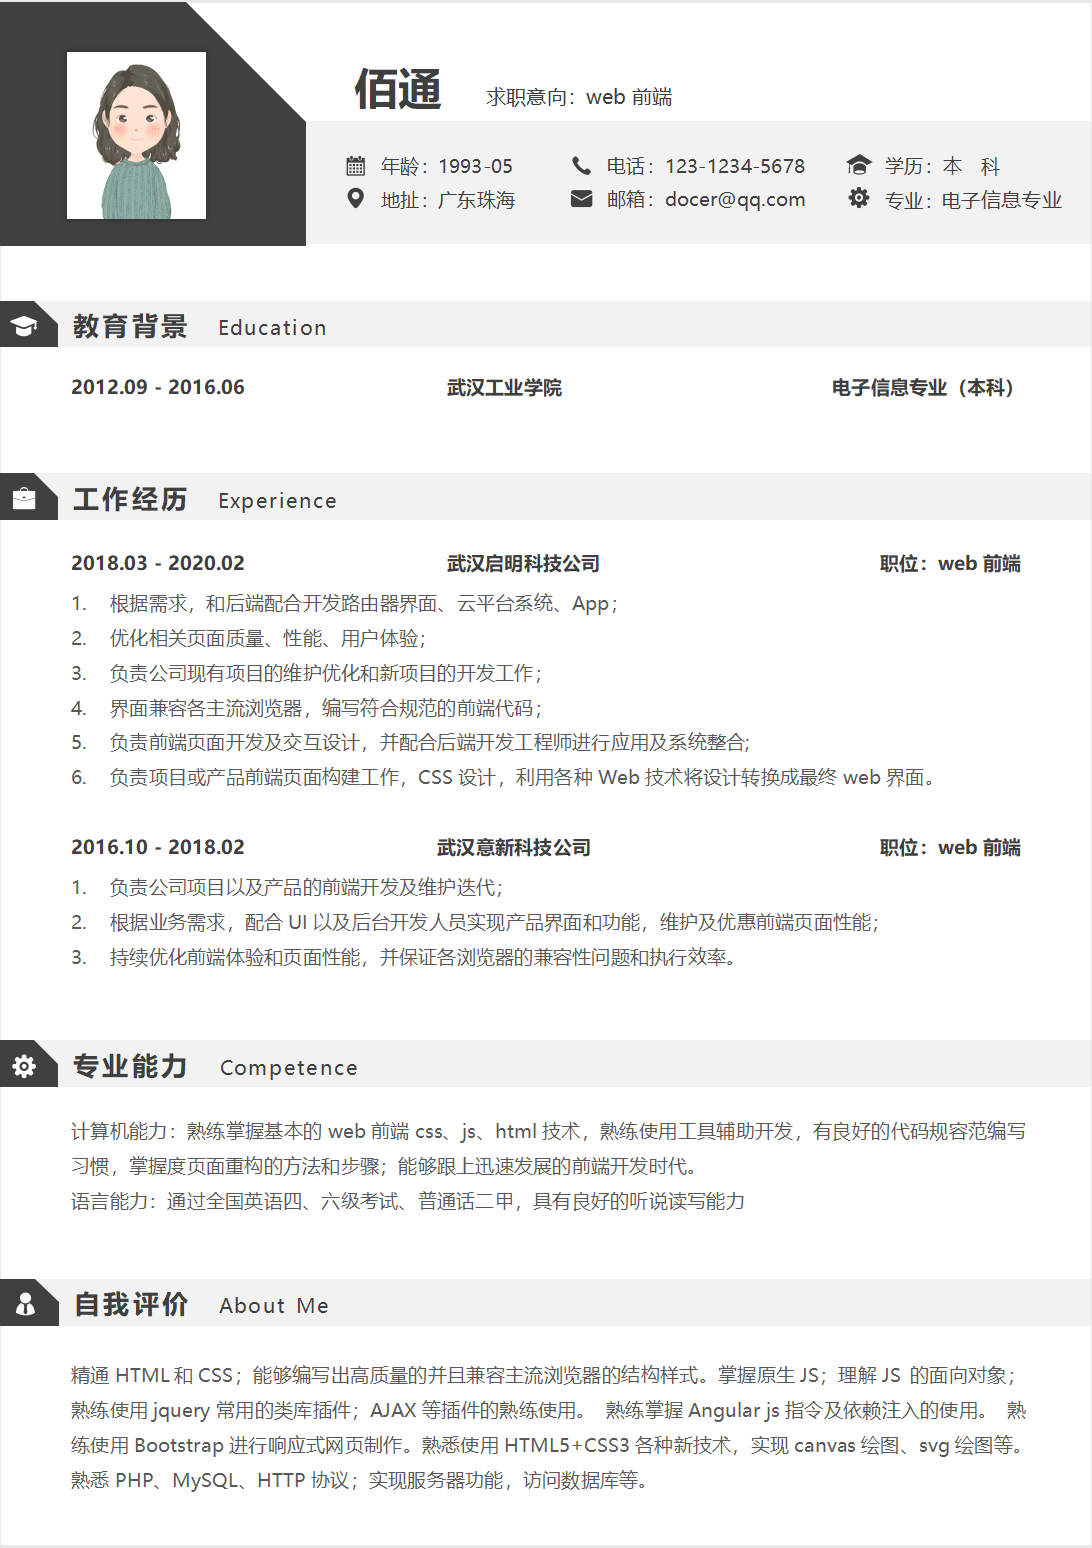 佰通 求职意向：web 前端
年龄：1993-05 电话：123-1234-5678 学历：本 科
地扯：广东珠海 邮箱：docer@qq.com 专业：电子信息专业
教育背景 Education
2012.09 - 2016.06 武汉工业学院 电子信息专业（本科）
工作经历 Experience
2018.03 - 2020.02 武汉启明科技公司 职位：web 前端
1. 根据需求，和后端配合开发路由器界面、云平台系统、App；
2. 优化相关页面质量、性能、用户体验；
3. 负责公司现有项目的维护优化和新项目的开发工作；
4. 界面兼容各主流浏览器，编写符合规范的前端代码；
5. 负责前端页面开发及交互设计，并配合后端开发工程师进行应用及系统整合;
6. 负责项目或产品前端页面构建工作，CSS 设计，利用各种 Web 技术将设计转换成最终 web 界面。
2016.10 - 2018.02 武汉意新科技公司 职位：web 前端
1. 负责公司项目以及产品的前端开发及维护迭代；
2. 根据业务需求，配合 UI 以及后台开发人员实现产品界面和功能，维护及优惠前端页面性能；
3. 持续优化前端体验和页面性能，并保证各浏览器的兼容性问题和执行效率。
专业能力 Competence
计算机能力：熟练掌握基本的 web 前端 css、js、html 技术，熟练使用工具辅助开发，有良好的代码规容范编写
习惯，掌握度页面重构的方法和步骤；能够跟上迅速发展的前端开发时代。
语言能力：通过全国英语四、六级考试、普通话二甲，具有良好的听说读写能力
自我评价 About Me
精通 HTML 和 CSS；能够编写出高质量的并且兼容主流浏览器的结构样式。掌握原生 JS；理解 JS 的面向对象；
熟练使用 jquery 常用的类库插件；AJAX 等插件的熟练使用。 熟练掌握 Angular js 指令及依赖注入的使用。 熟
练使用 Bootstrap 进行响应式网页制作。熟悉使用 HTML5+CSS3 各种新技术，实现 canvas 绘图、svg 绘图等。
熟悉 PHP、MySQL、HTTP 协议；实现服务器功能，访问数据库等。